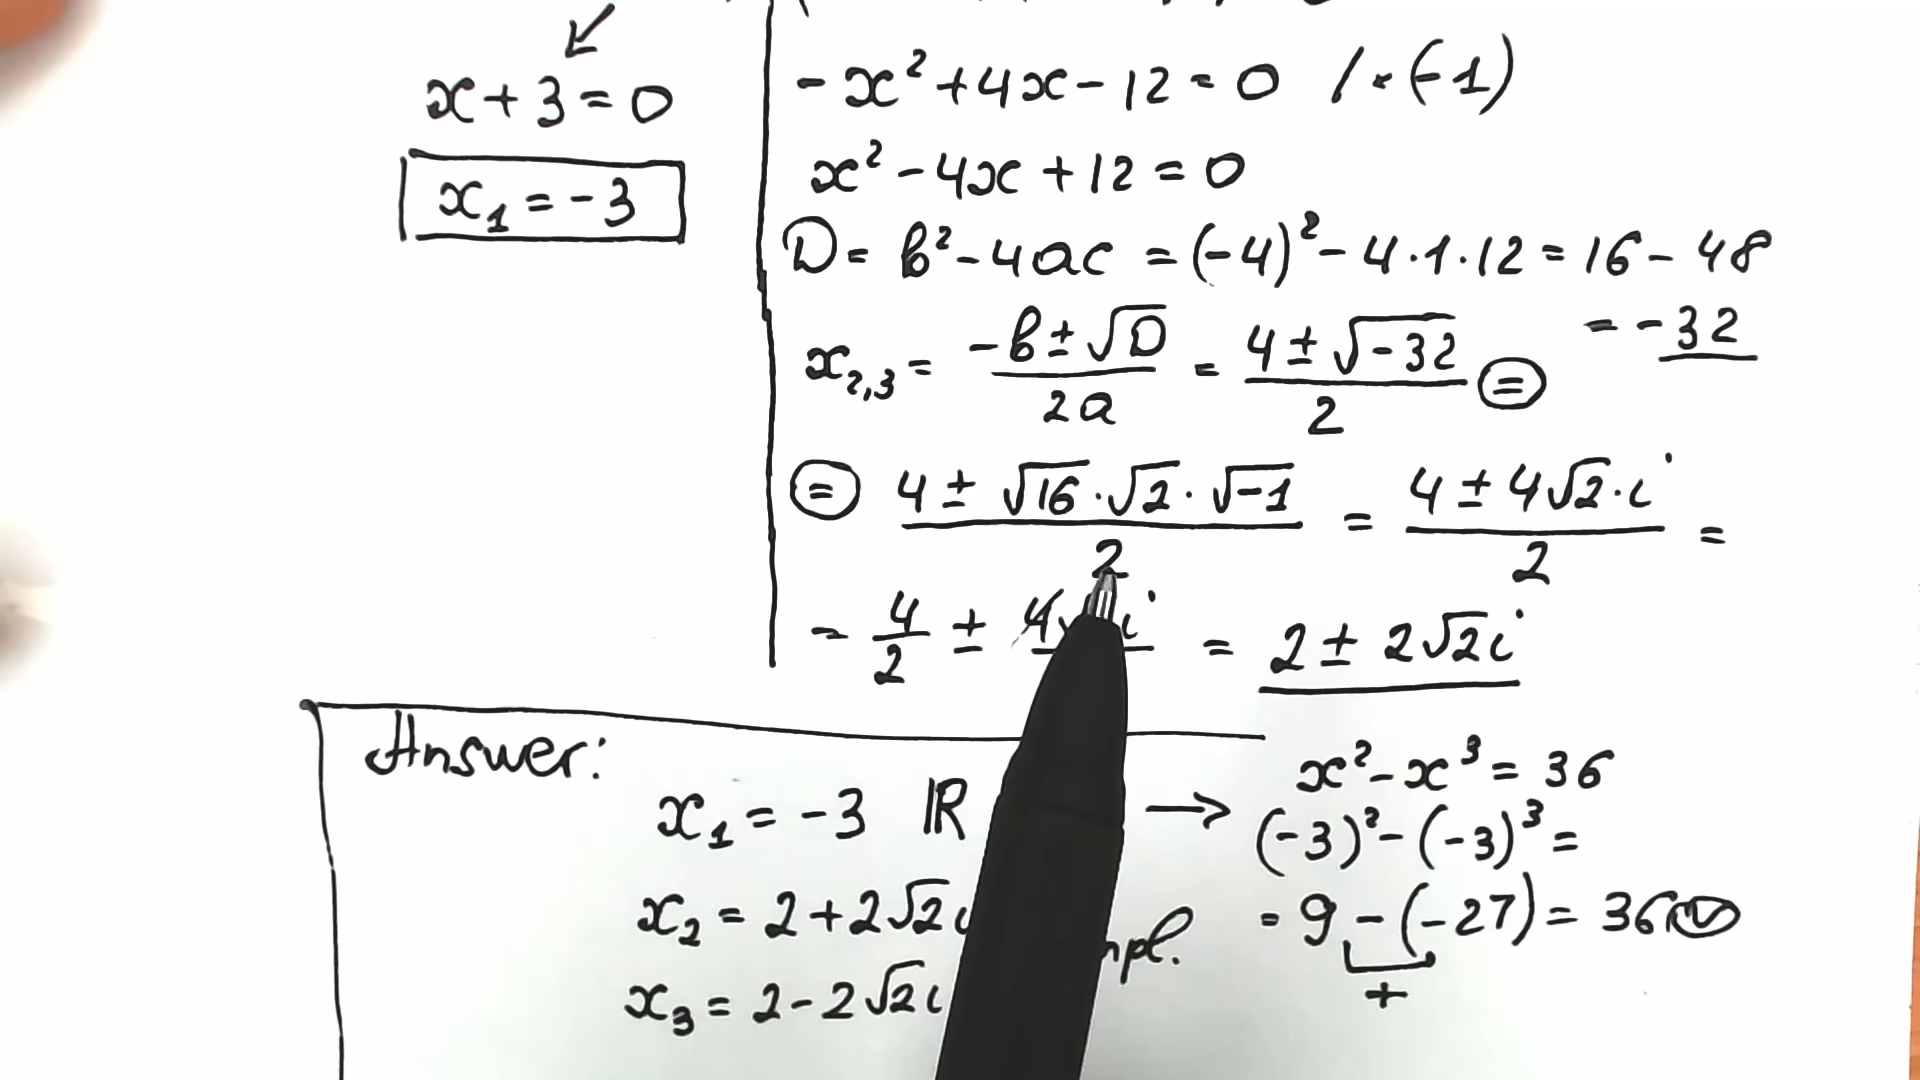 x + 3 = 0
x₁ = -3
-x² + 4x - 12 = 0 / · (-1)
x² - 4x + 12 = 0
D = b² - 4ac = (-4)² - 4·1·12 = 16 - 48
= -32
x₂,₃ = (-b ± √D)/(2a) = (4 ± √-32)/2 =
= (4 ± √16·√2·√-1)/2 = (4 ± 4√2·i)/2 =
= 4/2 ± 4 i = 2 ± 2√2i
Answer:
x₁ = -3 ℝ
x₂ = 2 + 2√2i
x₃ = 2 - 2√2i
→ x² - x³ = 36
(-3)² - (-3)³ =
= 9 - (-27) = 36 ✓
+